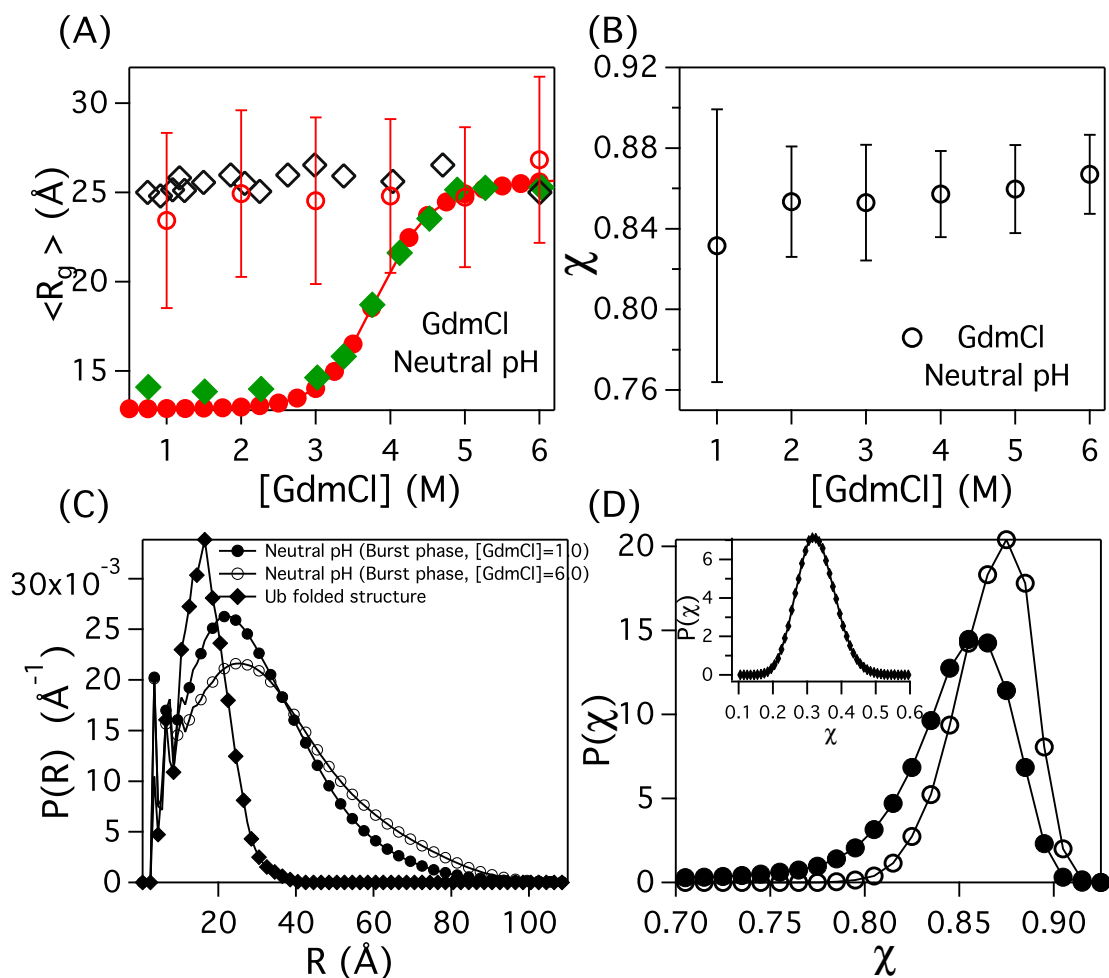 (A)
30
25
20
15
<Rg> (Å)
GdmCl
Neutral pH
1 2 3 4 5 6
[GdmCl] (M)
(B)
0.92
0.88
0.84
0.80
0.76
χ
GdmCl
Neutral pH
1 2 3 4 5 6
[GdmCl] (M)
(C)
30x10⁻³
25
20
15
10
5
0
P(R) (Å⁻¹)
Neutral pH (Burst phase, [GdmCl]=1.0)
Neutral pH (Burst phase, [GdmCl]=6.0)
Ub folded structure
20 40 60 80 100
R (Å)
(D)
20
15
10
5
0
P(χ)
6
4
2
0
P(χ)
0.1 0.2 0.3 0.4 0.5 0.6
χ
0.70 0.75 0.80 0.85 0.90
χ